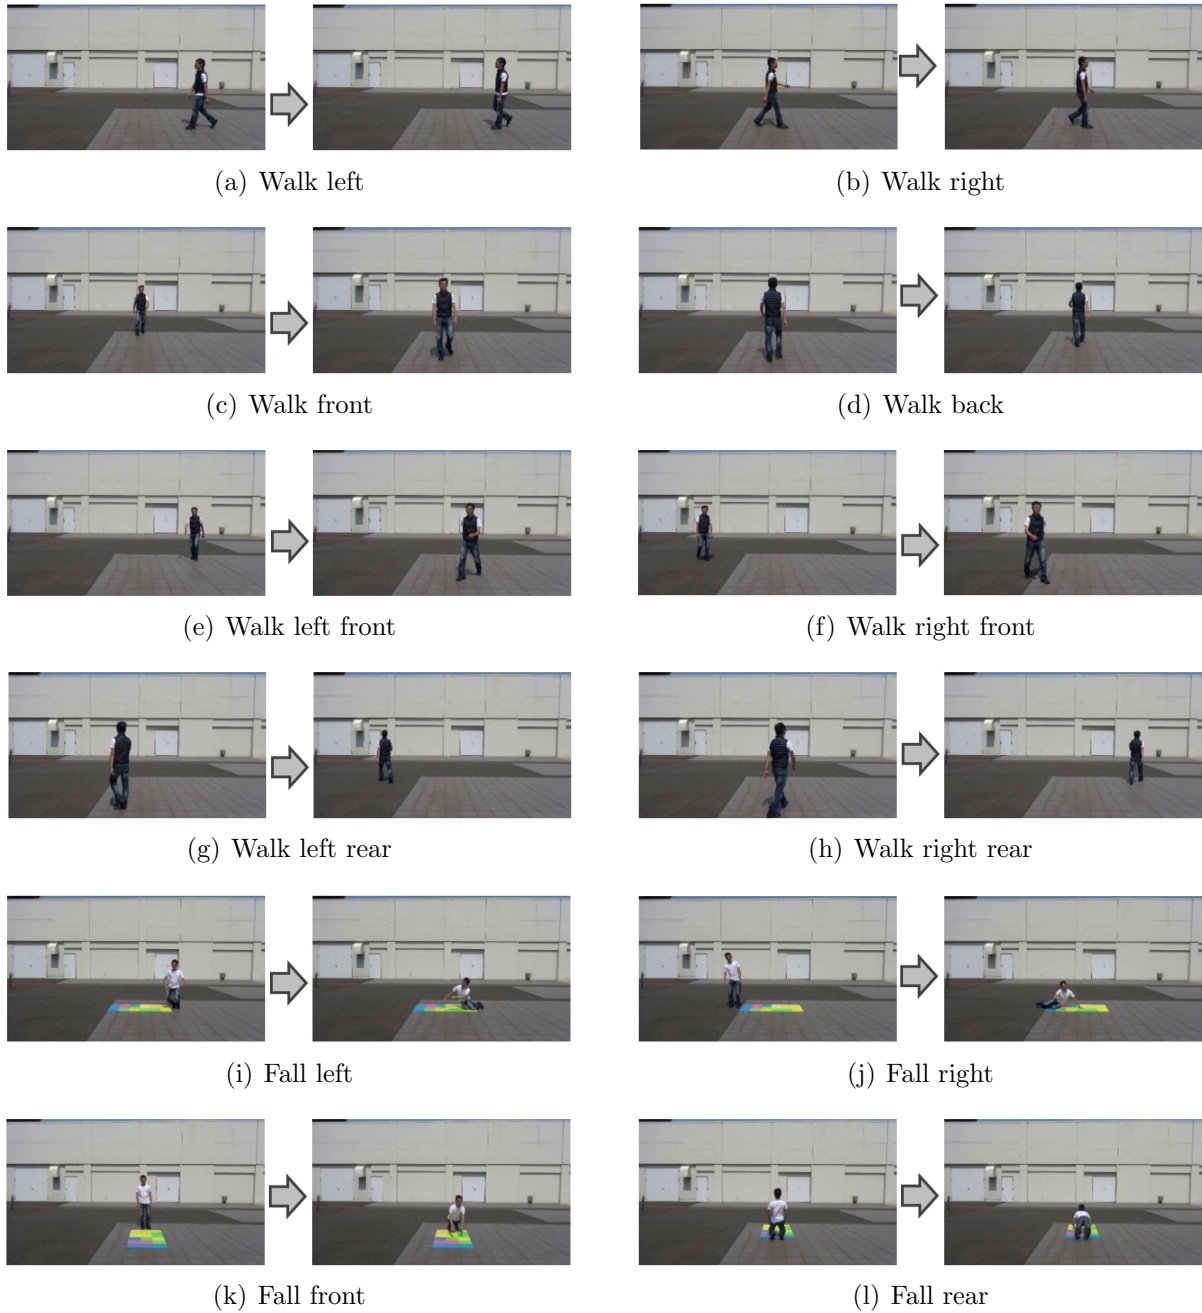 (a) Walk left
(b) Walk right
(c) Walk front
(d) Walk back
(e) Walk left front
(f) Walk right front
(g) Walk left rear
(h) Walk right rear
(i) Fall left
(j) Fall right
(k) Fall front
(l) Fall rear